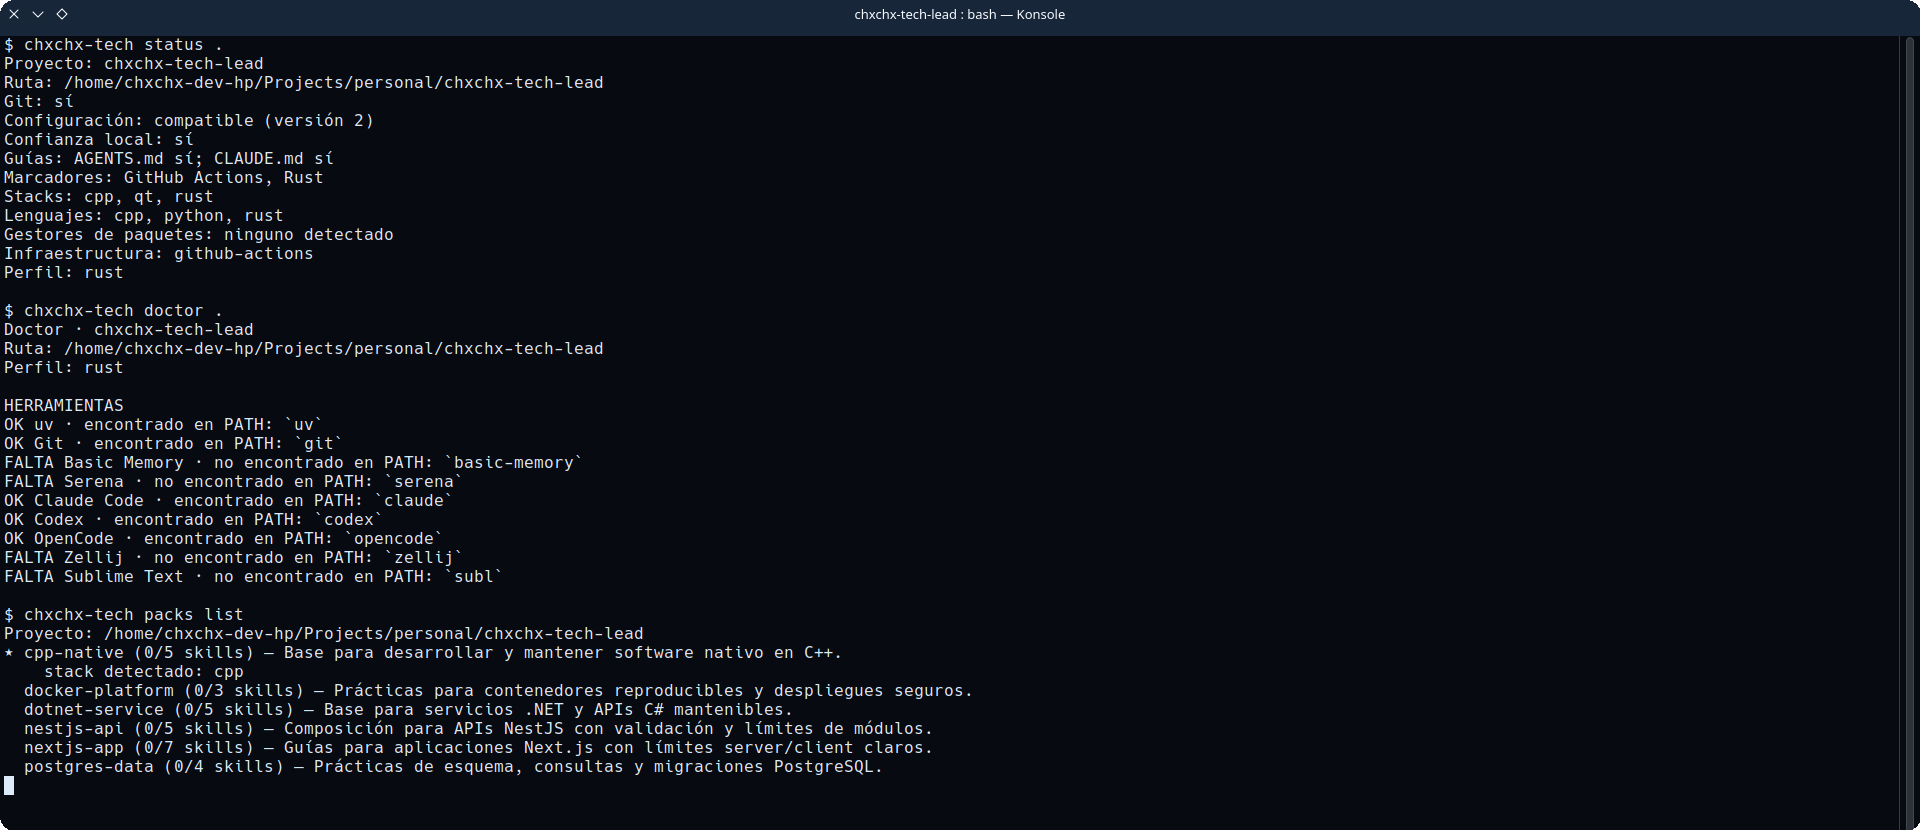 chxchx-tech-lead : bash — Konsole
$ chxchx-tech status .
Proyecto: chxchx-tech-lead
Ruta: /home/chxchx-dev-hp/Projects/personal/chxchx-tech-lead
Git: sí
Configuración: compatible (versión 2)
Confianza local: sí
Guías: AGENTS.md sí; CLAUDE.md sí
Marcadores: GitHub Actions, Rust
Stacks: cpp, qt, rust
Lenguajes: cpp, python, rust
Gestores de paquetes: ninguno detectado
Infraestructura: github-actions
Perfil: rust
$ chxchx-tech doctor .
Doctor · chxchx-tech-lead
Ruta: /home/chxchx-dev-hp/Projects/personal/chxchx-tech-lead
Perfil: rust
HERRAMIENTAS
OK uv · encontrado en PATH: `uv`
OK Git · encontrado en PATH: `git`
FALTA Basic Memory · no encontrado en PATH: `basic-memory`
FALTA Serena · no encontrado en PATH: `serena`
OK Claude Code · encontrado en PATH: `claude`
OK Codex · encontrado en PATH: `codex`
OK OpenCode · encontrado en PATH: `opencode`
FALTA Zellij · no encontrado en PATH: `zellij`
FALTA Sublime Text · no encontrado en PATH: `subl`
$ chxchx-tech packs list
Proyecto: /home/chxchx-dev-hp/Projects/personal/chxchx-tech-lead
★ cpp-native (0/5 skills) — Base para desarrollar y mantener software nativo en C++.
stack detectado: cpp
docker-platform (0/3 skills) — Prácticas para contenedores reproducibles y despliegues seguros.
dotnet-service (0/5 skills) — Base para servicios .NET y APIs C# mantenibles.
nestjs-api (0/5 skills) — Composición para APIs NestJS con validación y límites de módulos.
nextjs-app (0/7 skills) — Guías para aplicaciones Next.js con límites server/client claros.
postgres-data (0/4 skills) — Prácticas de esquema, consultas y migraciones PostgreSQL.